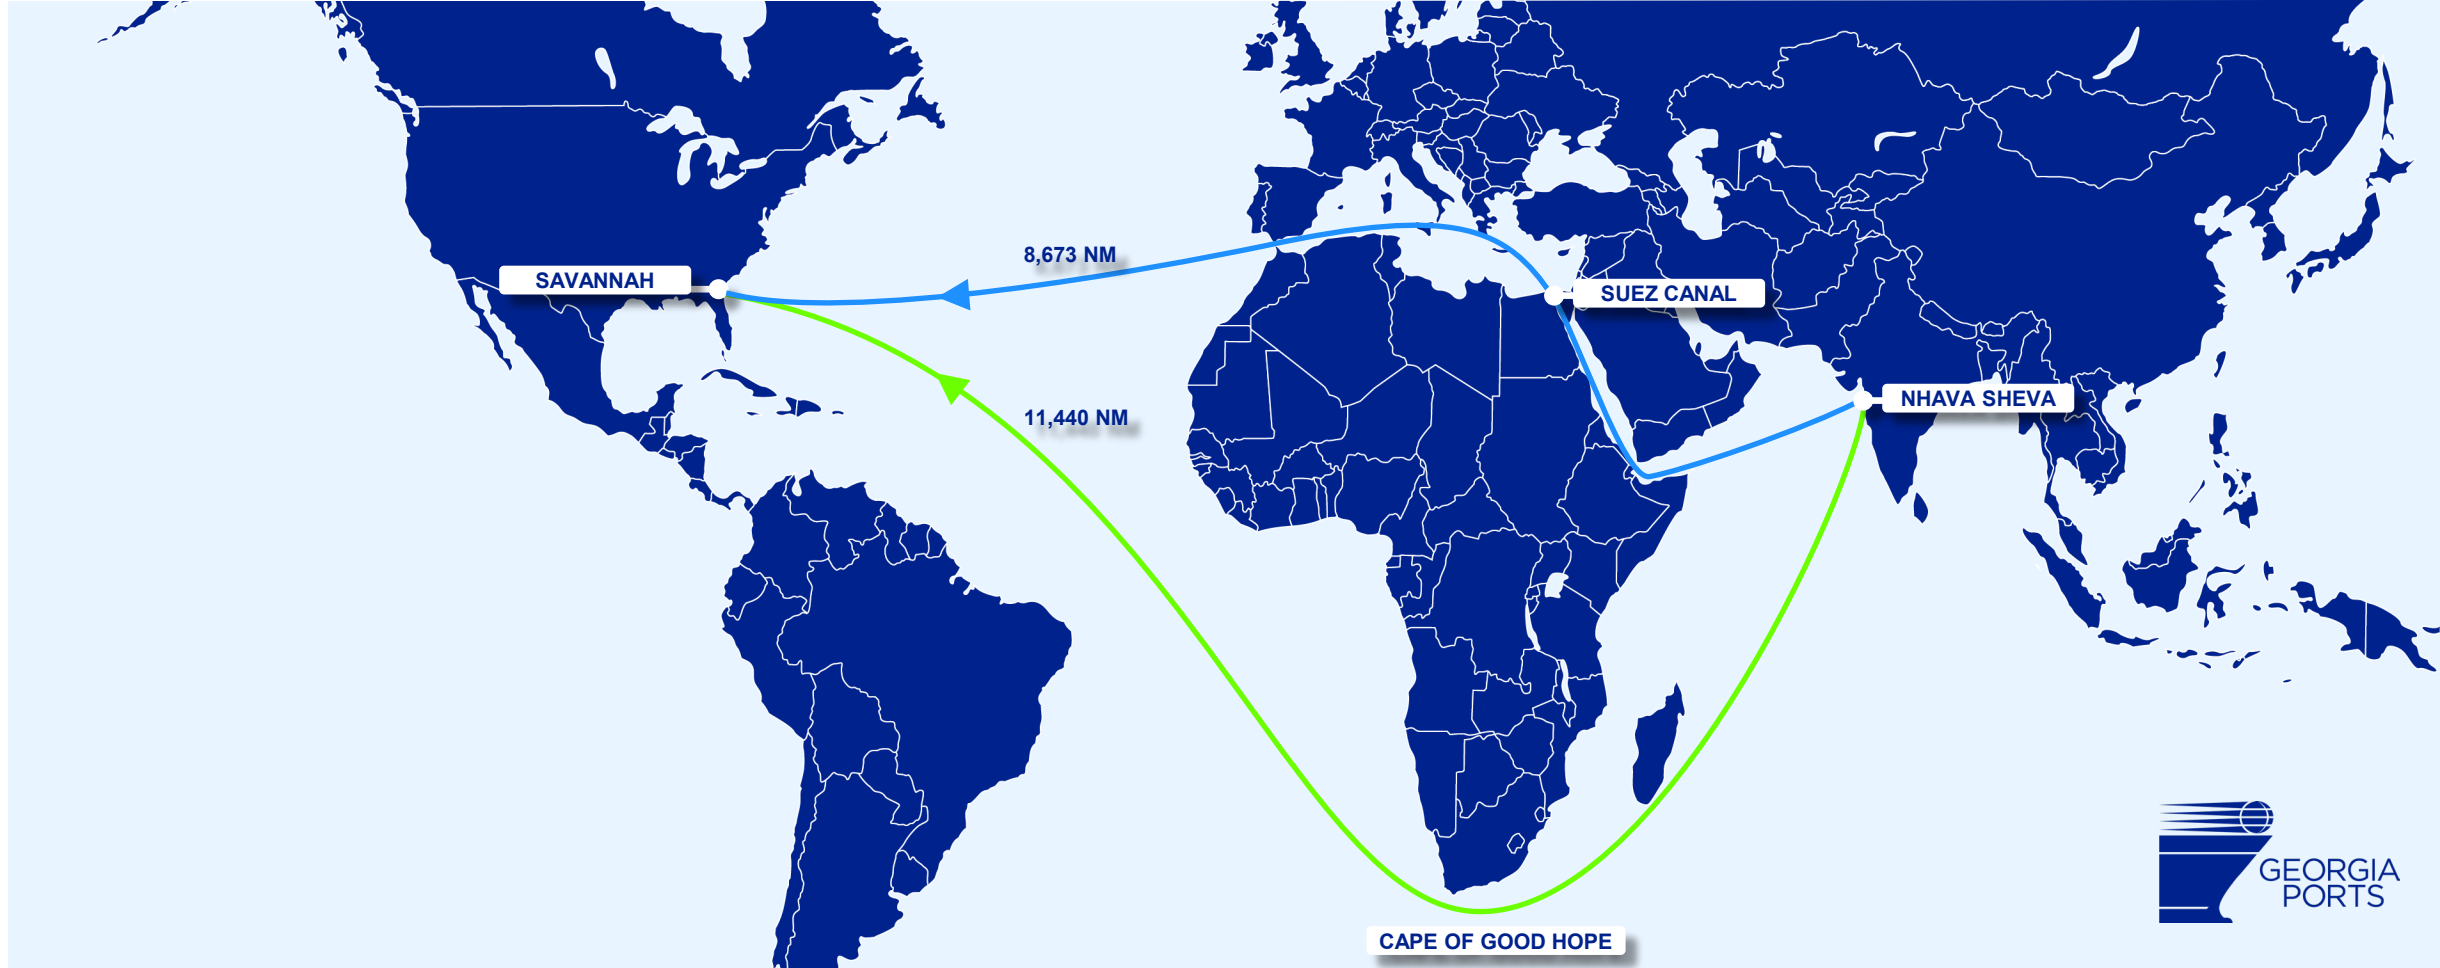 8,673 NM
SAVANNAH
SUEZ CANAL
NHAVA SHEVA
11,440 NM
CAPE OF GOOD HOPE
GEORGIA
PORTS